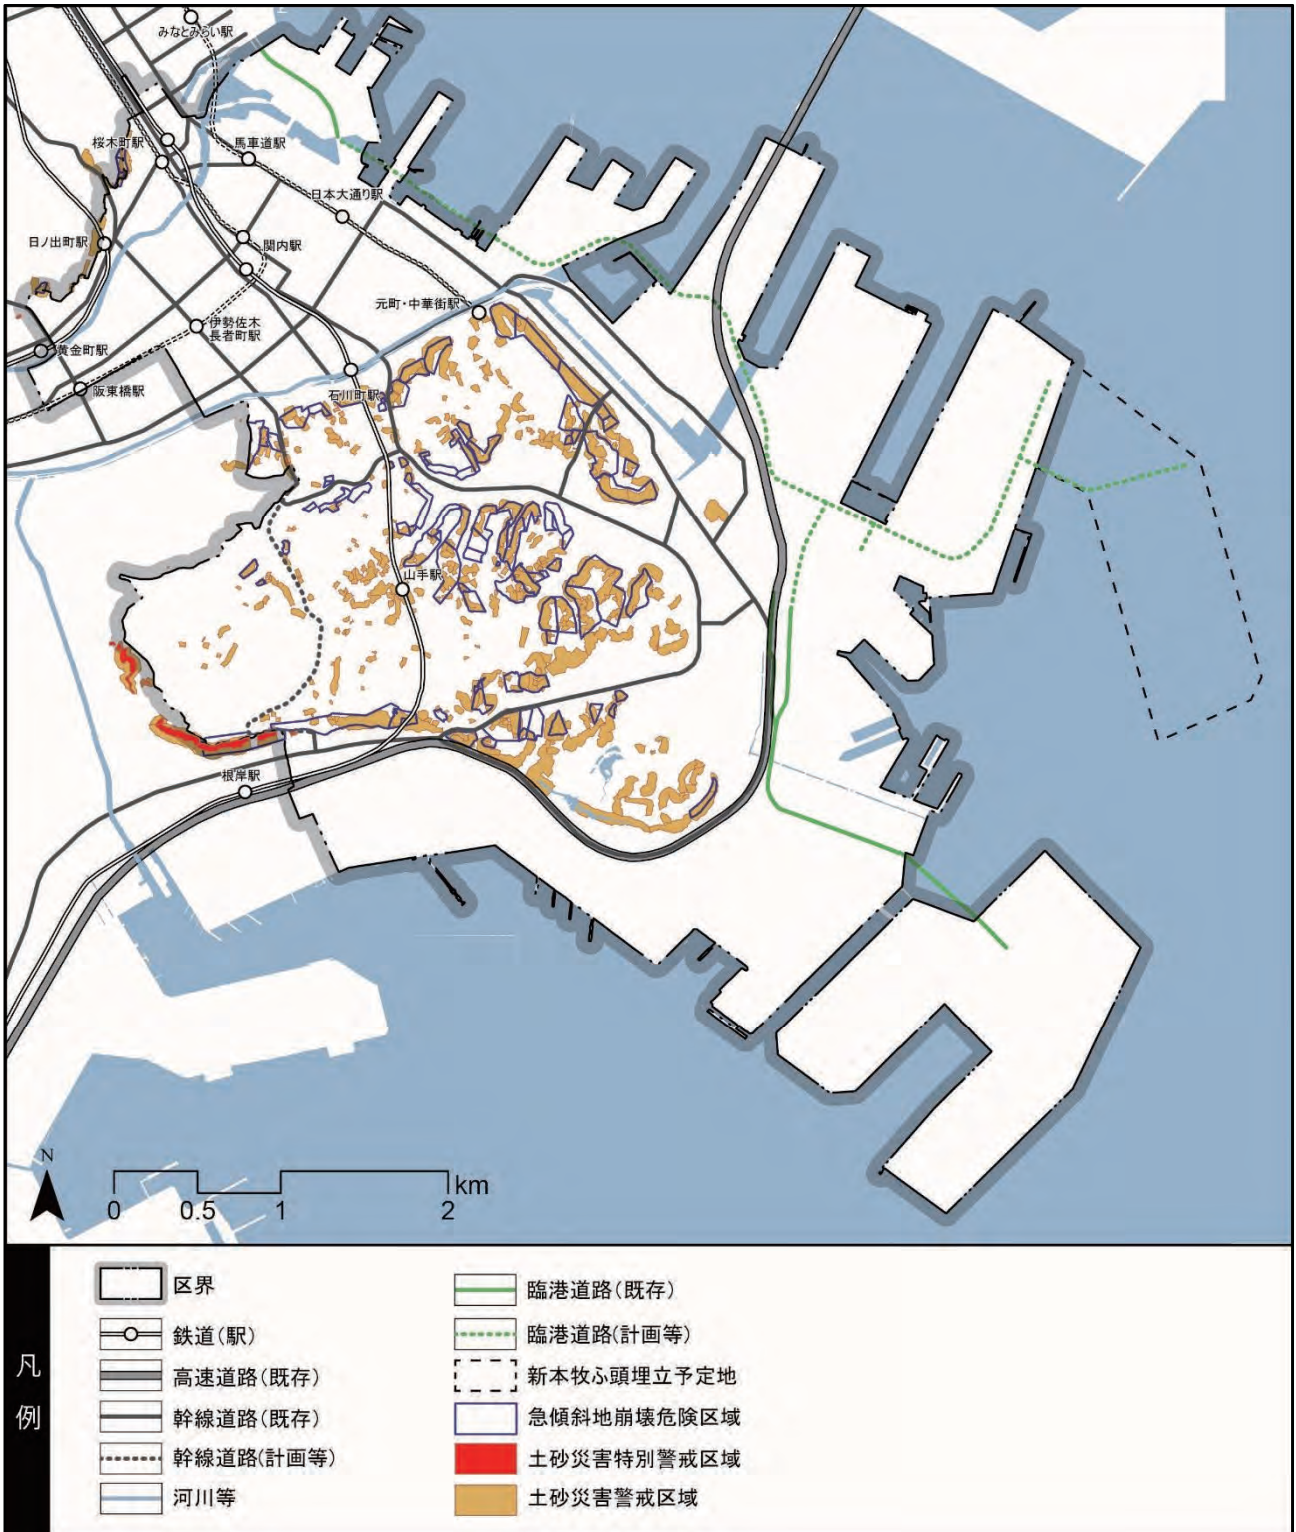 みなとみらい駅
桜木町駅
馬車道駅
日本大通り駅
日ノ出町駅
関内駅
元町・中華街駅
伊勢佐木
長者町駅
黄金町駅
阪東橋駅
石川町駅
山手駅
根岸駅
N
0 0.5 1 2 km
凡例
区界
鉄道(駅)
高速道路(既存)
幹線道路(既存)
幹線道路(計画等)
河川等
臨港道路(既存)
臨港道路(計画等)
新本牧ふ頭埋立予定地
急傾斜地崩壊危険区域
土砂災害特別警戒区域
土砂災害警戒区域